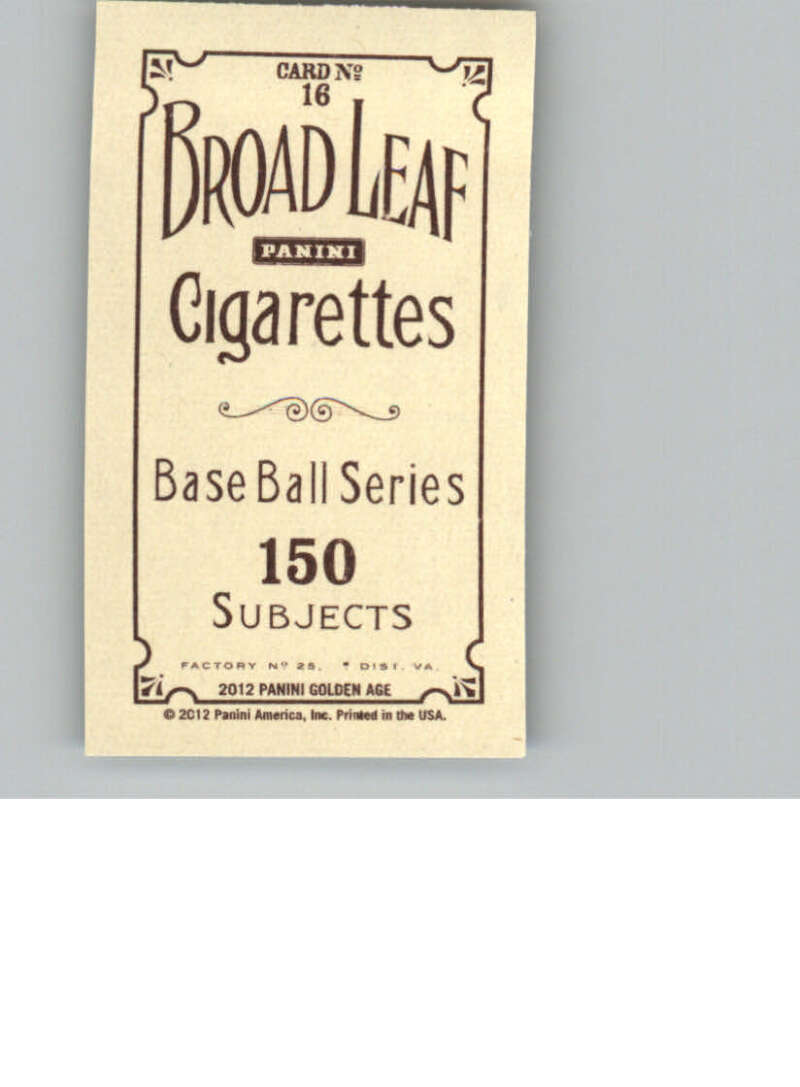 CARD Nº
16
BROAD LEAF
PANINI
Cigarettes
Base Ball Series
150
SUBJECTS
FACTORY Nº 25. DIST. VA.
2012 PANINI GOLDEN AGE
© 2012 Panini America, Inc. Printed in the USA.